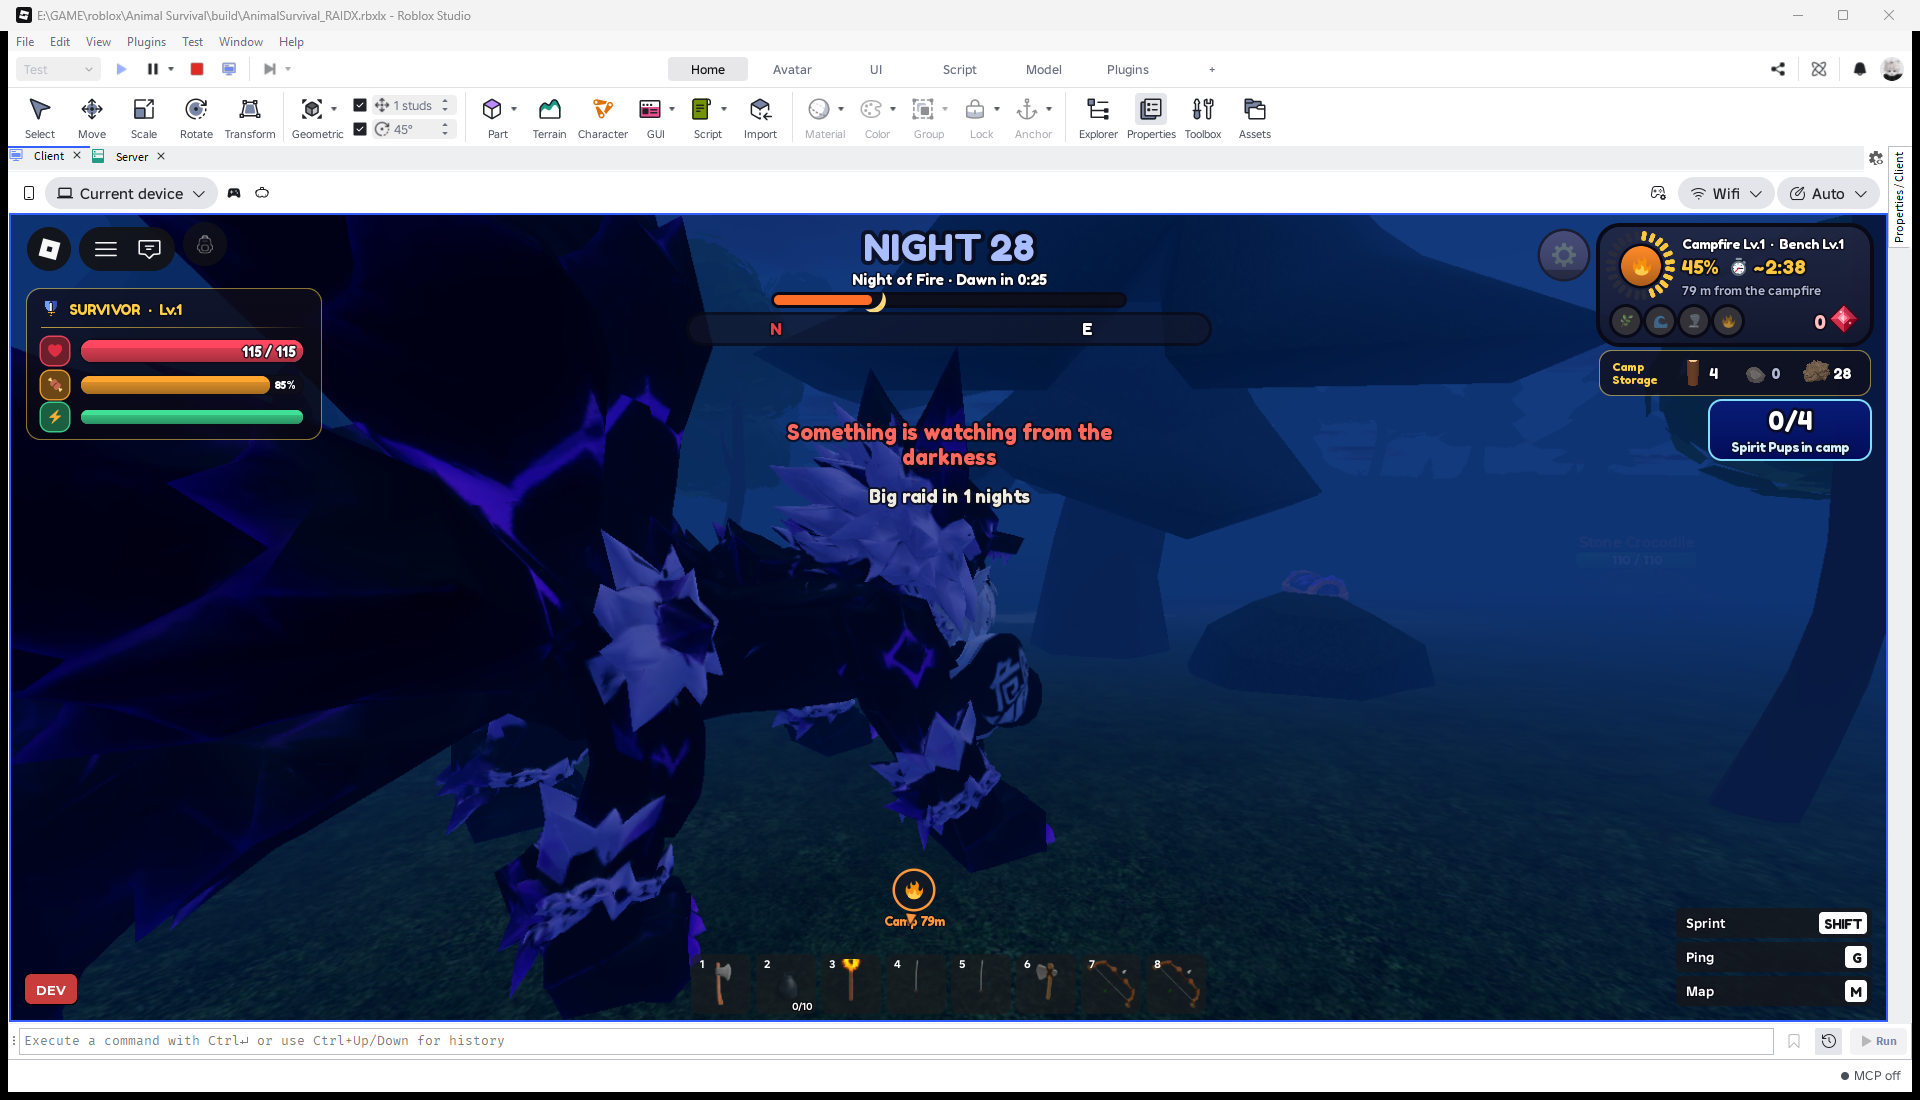 E:\GAME\roblox\Animal Survival\build\AnimalSurvival_RAIDX.rbxlx - Roblox Studio
File Edit View Plugins Test Window Help
Test
Home Avatar UI Script Model Plugins +
1 studs
45°
Select Move Scale Rotate Transform Geometric Part Terrain Character GUI Script Import Material Color Group Lock Anchor Explorer Properties Toolbox Assets
Client Server
Properties / Client
Current device
Wifi Auto
NIGHT 28
Night of Fire · Dawn in 0:25
N E
SURVIVOR · Lv.1
115 / 115
85%
Campfire Lv.1 · Bench Lv.1
45% ~2:38
79 m from the campfire
0
Camp Storage 4 0 28
0/4
Spirit Pups in camp
Something is watching from the
darkness
Big raid in 1 nights
Stone Crocodile
110 / 110
危
Camp 79m
1 2 3 4 5 6 7 8
0/10
Sprint SHIFT
Ping G
Map M
DEV
Execute a command with Ctrl↵ or use Ctrl+Up/Down for history
Run
MCP off